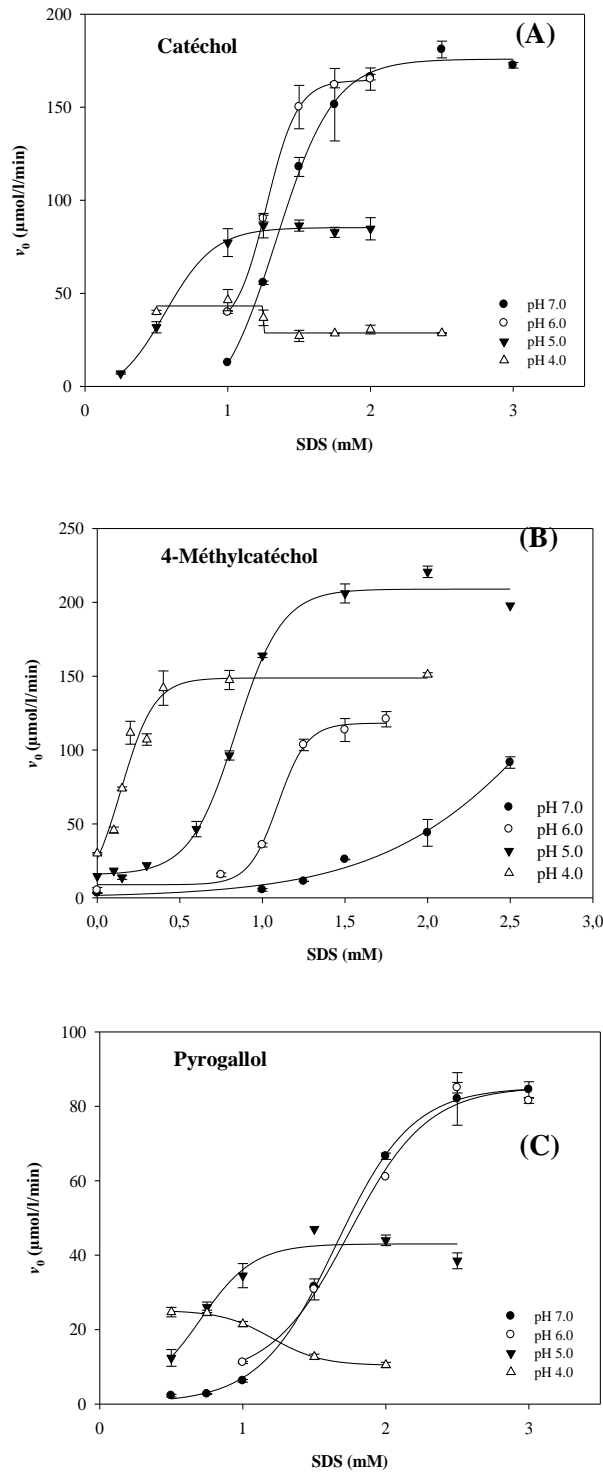 (A)
Catéchol
200
150
100
50
0
v0 (µmol/l/min)
pH 7.0
pH 6.0
pH 5.0
pH 4.0
0 1 2 3
SDS (mM)
(B)
4-Méthylcatéchol
250
200
150
100
50
0
v0 (µmol/l/min)
pH 7.0
pH 6.0
pH 5.0
pH 4.0
0,0 0,5 1,0 1,5 2,0 2,5 3,0
SDS (mM)
Pyrogallol
(C)
100
80
60
40
20
0
v0 (µmol/l/min)
pH 7.0
pH 6.0
pH 5.0
pH 4.0
0 1 2 3
SDS (mM)